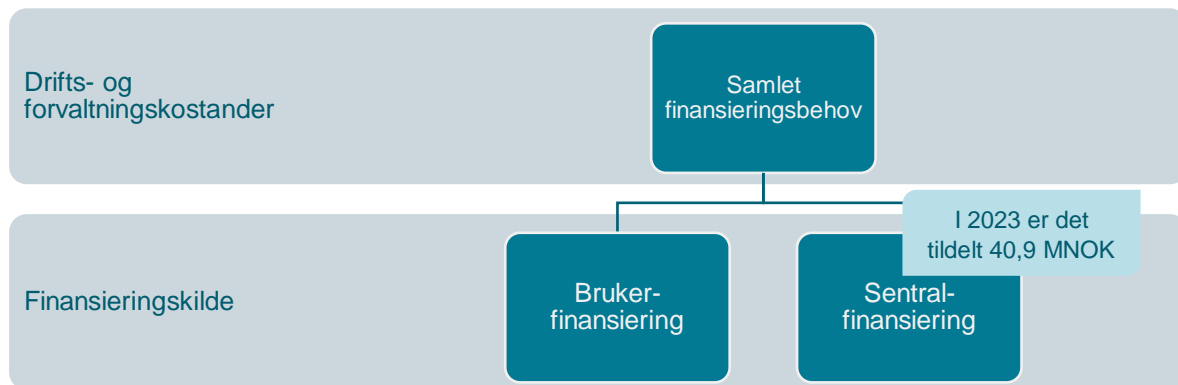 Drifts- og
forvaltningskostander
Samlet
finansieringsbehov
I 2023 er det
tildelt 40,9 MNOK
Finansieringskilde
Bruker-
finansiering
Sentral-
finansiering